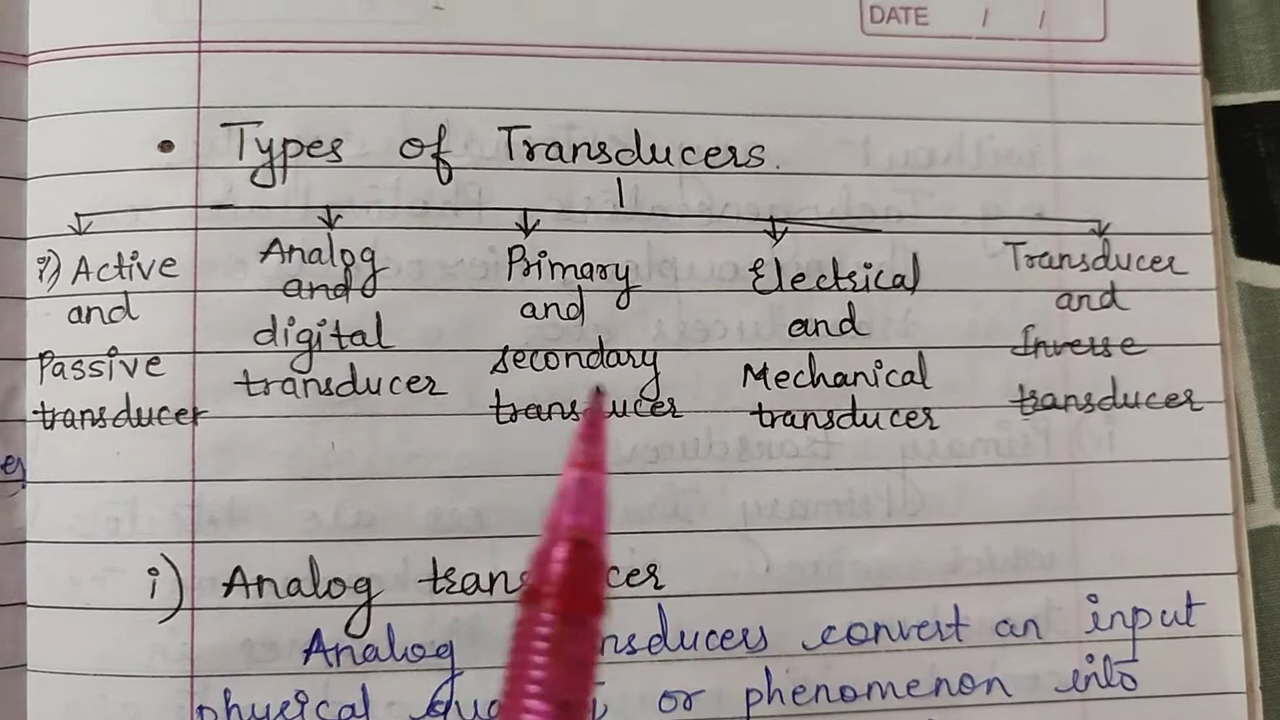 DATE / /
• Types of Transducers.
i) Active
and
Passive
transducer
Analog
and
digital
transducer
Primary
and
secondary
transducer
Electrical
and
Mechanical
transducer
Transducer
and
Inverse
transducer
i) Analog transducer
Analog transducers convert an input
physical or phenomenon into